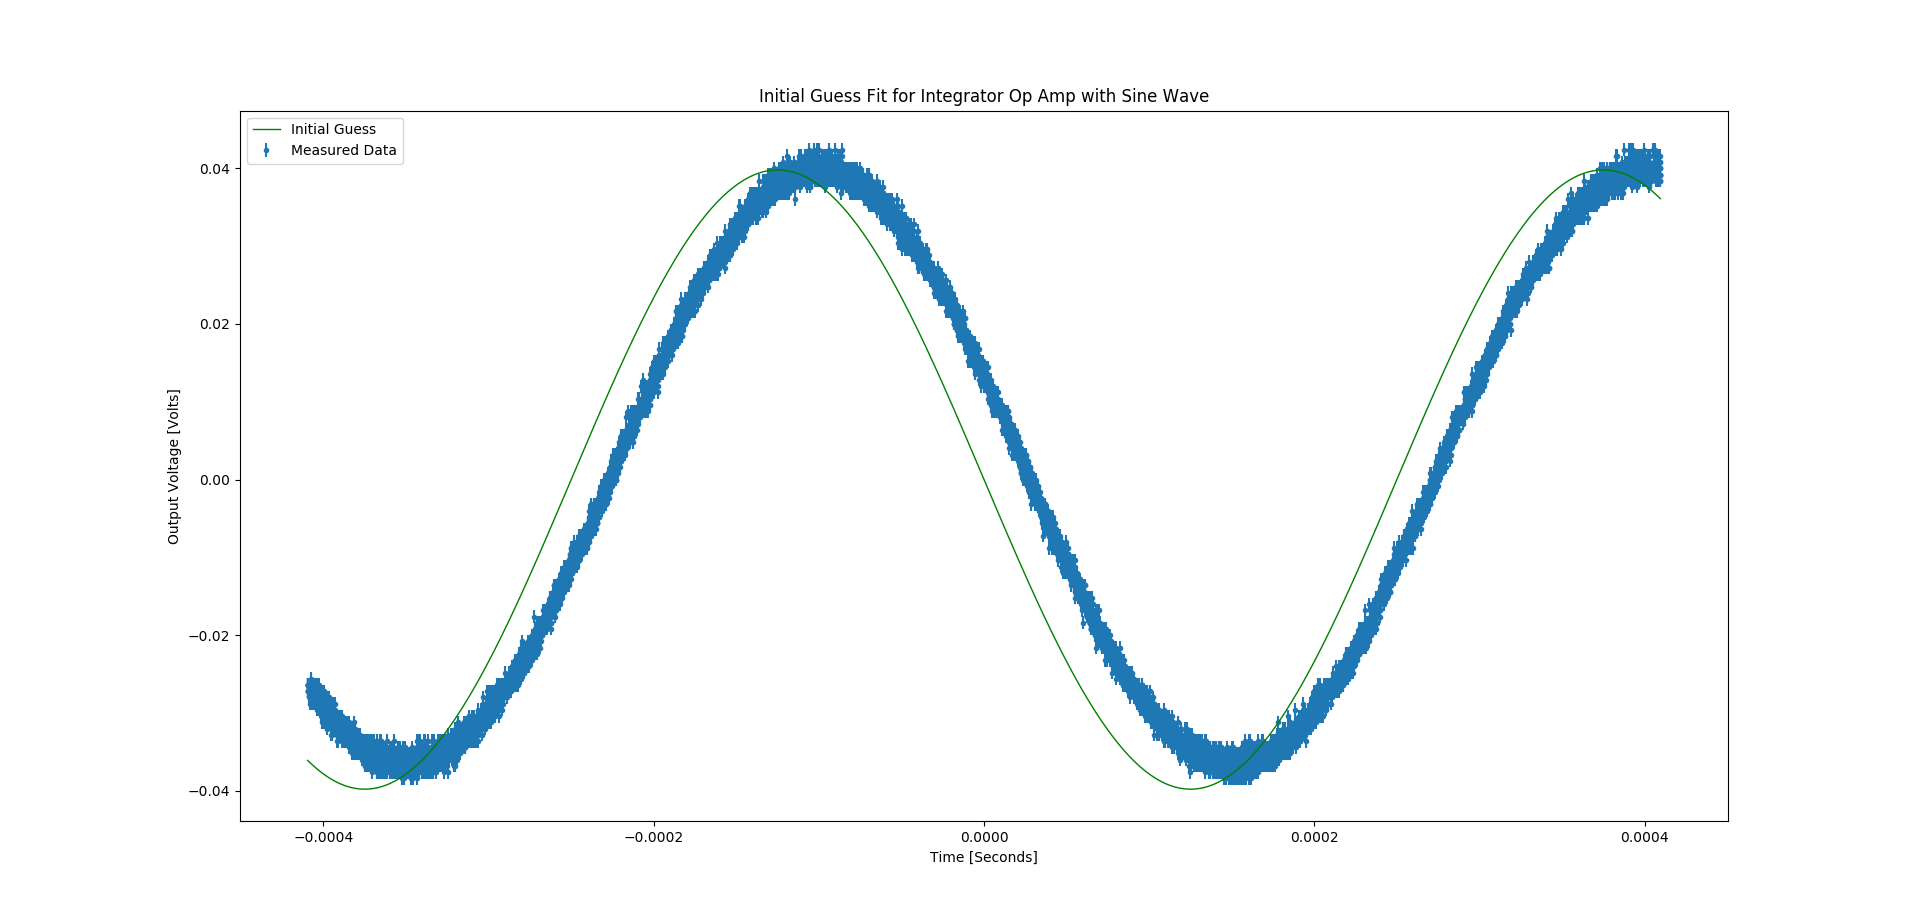 Initial Guess Fit for Integrator Op Amp with Sine Wave
Initial Guess
Measured Data
0.04
0.02
0.00
−0.02
−0.04
Output Voltage [Volts]
−0.0004
−0.0002
0.0000
0.0002
0.0004
Time [Seconds]